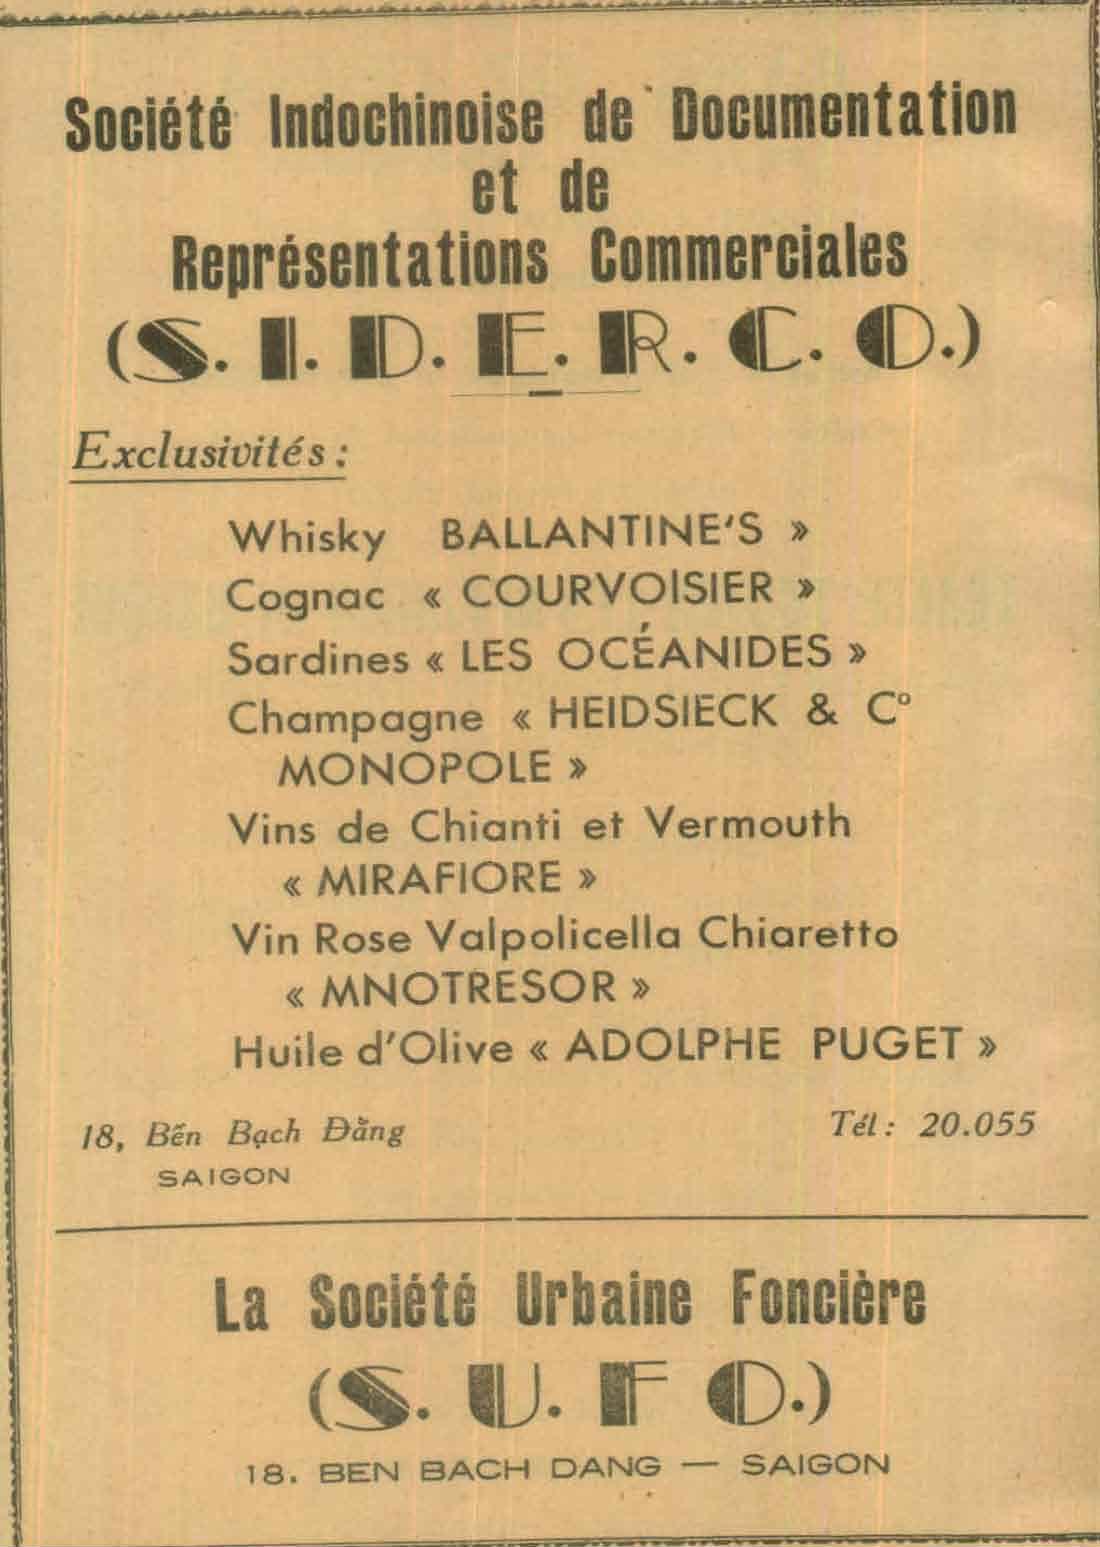 Société Indochinoise de Documentation
et de
Représentations Commerciales
(S. I. D. E. R. C. O.)
Exclusivités :
Whisky BALLANTINE'S »
Cognac « COURVOISIER »
Sardines « LES OCÉANIDES »
Champagne « HEIDSIECK & Cº
MONOPOLE »
Vins de Chianti et Vermouth
« MIRAFIORE »
Vin Rose Valpolicella Chiaretto
« MNOTRESOR »
Huile d'Olive « ADOLPHE PUGET »
18, Bến Bạch Đằng
Tél : 20.055
SAIGON
La Société Urbaine Foncière
(S. U. F O.)
18. BEN BACH DANG — SAIGON